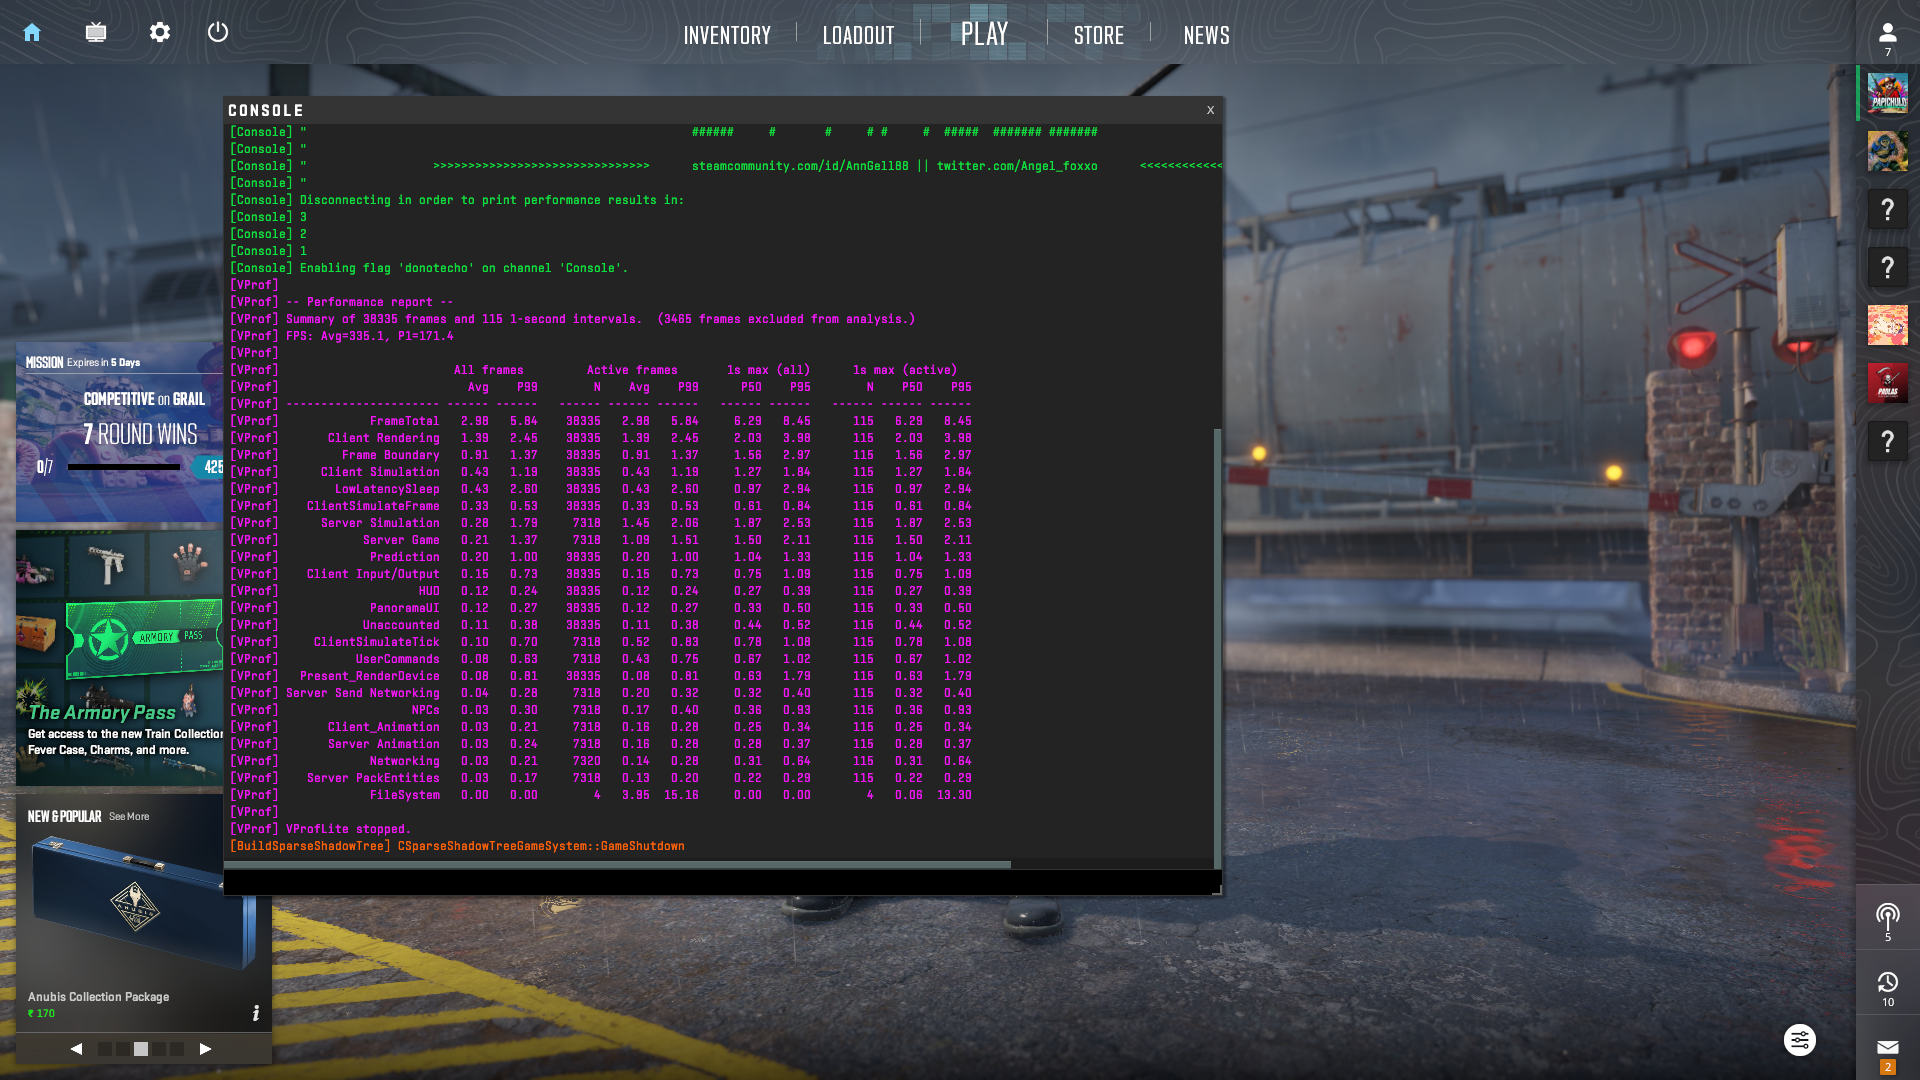 INVENTORY
LOADOUT
PLAY
STORE
NEWS
7
CONSOLE
X
[Console] " ###### # # # # # ##### ####### #######
[Console] "
[Console] " >>>>>>>>>>>>>>>>>>>>>>>>>>>>>>> steamcommunity.com/id/AnnGell88 || twitter.com/Angel_foxxo <<<<<<<<<<<<
[Console] "
[Console] Disconnecting in order to print performance results in:
[Console] 3
[Console] 2
[Console] 1
[Console] Enabling flag 'donotecho' on channel 'Console'.
[VProf]
[VProf] -- Performance report --
[VProf] Summary of 38335 frames and 115 1-second intervals. (3465 frames excluded from analysis.)
[VProf] FPS: Avg=335.1, P1=171.4
[VProf]
[VProf] All frames Active frames 1s max (all) 1s max (active)
[VProf] Avg P99 N Avg P99 P50 P95 N P50 P95
[VProf] ---------------------- ------ ------ ------ ------ ------ ------ ------ ------ ------ ------
[VProf] FrameTotal 2.98 5.84 38335 2.98 5.84 6.29 8.45 115 6.29 8.45
[VProf] Client Rendering 1.39 2.45 38335 1.39 2.45 2.03 3.98 115 2.03 3.98
[VProf] Frame Boundary 0.91 1.37 38335 0.91 1.37 1.56 2.97 115 1.56 2.97
[VProf] Client Simulation 0.43 1.19 38335 0.43 1.19 1.27 1.84 115 1.27 1.84
[VProf] LowLatencySleep 0.43 2.60 38335 0.43 2.60 0.97 2.94 115 0.97 2.94
[VProf] ClientSimulateFrame 0.33 0.53 38335 0.33 0.53 0.61 0.84 115 0.61 0.84
[VProf] Server Simulation 0.28 1.79 7318 1.45 2.06 1.87 2.53 115 1.87 2.53
[VProf] Server Game 0.21 1.37 7318 1.09 1.51 1.50 2.11 115 1.50 2.11
[VProf] Prediction 0.20 1.00 38335 0.20 1.00 1.04 1.33 115 1.04 1.33
[VProf] Client Input/Output 0.15 0.73 38335 0.15 0.73 0.75 1.09 115 0.75 1.09
[VProf] HUD 0.12 0.24 38335 0.12 0.24 0.27 0.39 115 0.27 0.39
[VProf] PanoramaUI 0.12 0.27 38335 0.12 0.27 0.33 0.50 115 0.33 0.50
[VProf] Unaccounted 0.11 0.38 38335 0.11 0.38 0.44 0.52 115 0.44 0.52
[VProf] ClientSimulateTick 0.10 0.70 7318 0.52 0.83 0.78 1.08 115 0.78 1.08
[VProf] UserCommands 0.08 0.63 7318 0.43 0.75 0.67 1.02 115 0.67 1.02
[VProf] Present_RenderDevice 0.08 0.81 38335 0.08 0.81 0.63 1.79 115 0.63 1.79
[VProf] Server Send Networking 0.04 0.28 7318 0.20 0.32 0.32 0.40 115 0.32 0.40
[VProf] NPCs 0.03 0.30 7318 0.17 0.40 0.36 0.93 115 0.36 0.93
[VProf] Client_Animation 0.03 0.21 7318 0.16 0.28 0.25 0.34 115 0.25 0.34
[VProf] Server Animation 0.03 0.24 7318 0.16 0.28 0.28 0.37 115 0.28 0.37
[VProf] Networking 0.03 0.21 7320 0.14 0.28 0.31 0.64 115 0.31 0.64
[VProf] Server PackEntities 0.03 0.17 7318 0.13 0.20 0.22 0.29 115 0.22 0.29
[VProf] FileSystem 0.00 0.00 4 3.95 15.16 0.00 0.00 4 0.06 13.30
[VProf]
[VProf] VProfLite stopped.
[BuildSparseShadowTree] CSparseShadowTreeGameSystem::GameShutdown
MISSION Expires in 5 Days
COMPETITIVE on GRAIL
7 ROUND WINS
0/7
425
ARMORY PASS
The Armory Pass
Get access to the new Train Collection
Fever Case, Charms, and more.
NEW & POPULAR See More
ANUBIS
Anubis Collection Package
₹ 170
i
PAPICHULO
?
?
?
5
10
2